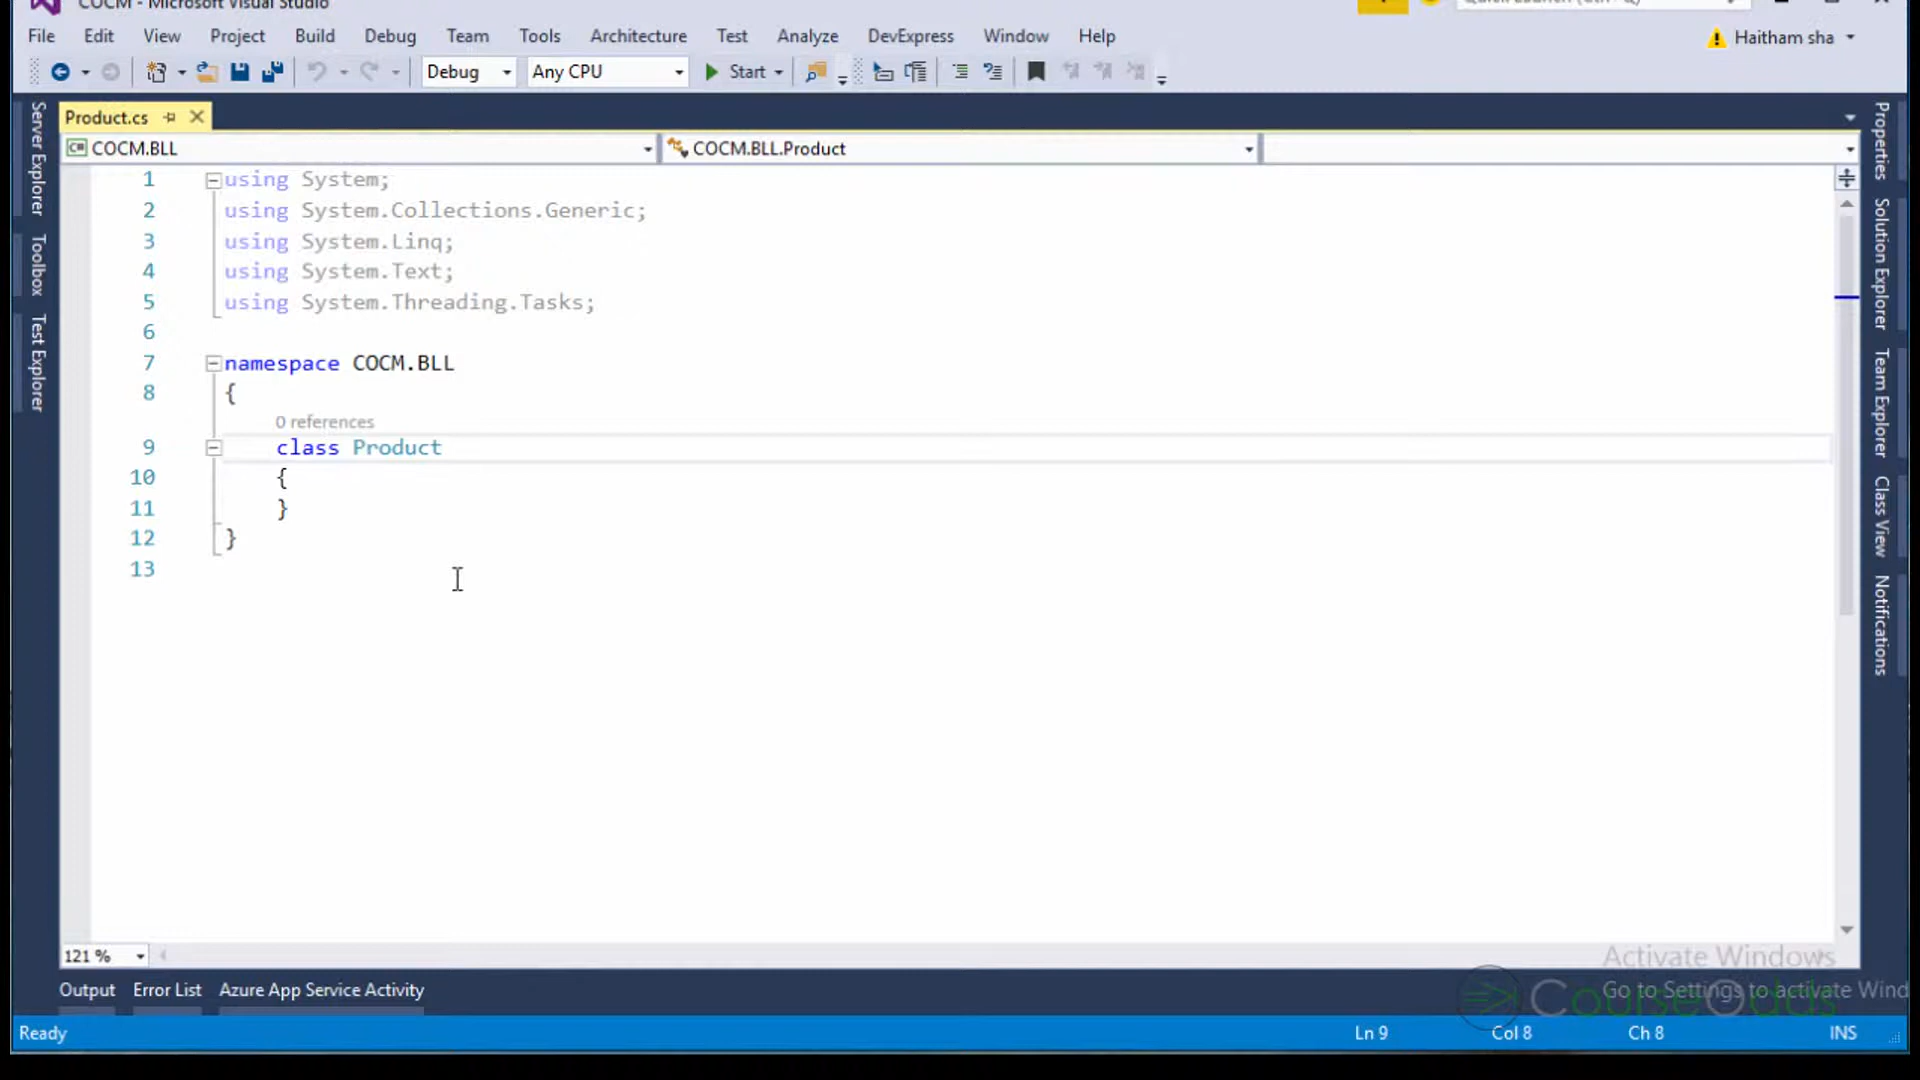 COCM - Microsoft Visual Studio
File Edit View Project Build Debug Team Tools Architecture Test Analyze DevExpress Window Help
Haitham sha
Debug Any CPU Start
Product.cs
COCM.BLL COCM.BLL.Product
1 using System;
2 using System.Collections.Generic;
3 using System.Linq;
4 using System.Text;
5 using System.Threading.Tasks;
6
7 namespace COCM.BLL
8 {
0 references
9 class Product
10 {
11 }
12 }
13
Server Explorer
Toolbox
Test Explorer
Properties
Solution Explorer
Team Explorer
Class View
Notifications
121 %
Activate Windows
Go to Settings to activate Wind
Output Error List Azure App Service Activity
Ready Ln 9 Col 8 Ch 8 INS